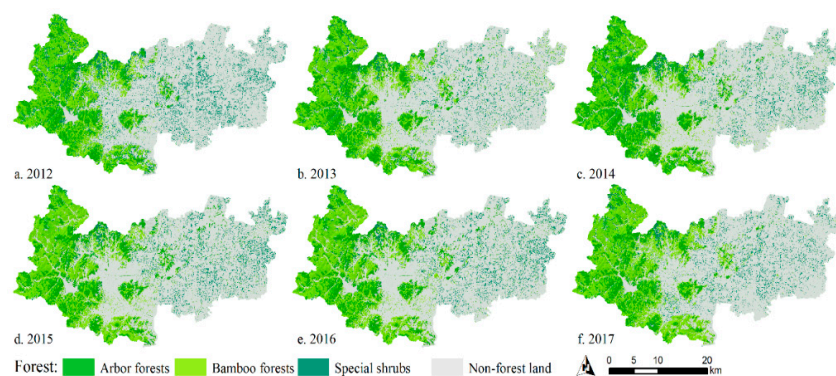 a. 2012
b. 2013
c. 2014
d. 2015
e. 2016
f. 2017
Forest: Arbor forests Bamboo forests Special shrubs Non-forest land 0 5 10 20
km